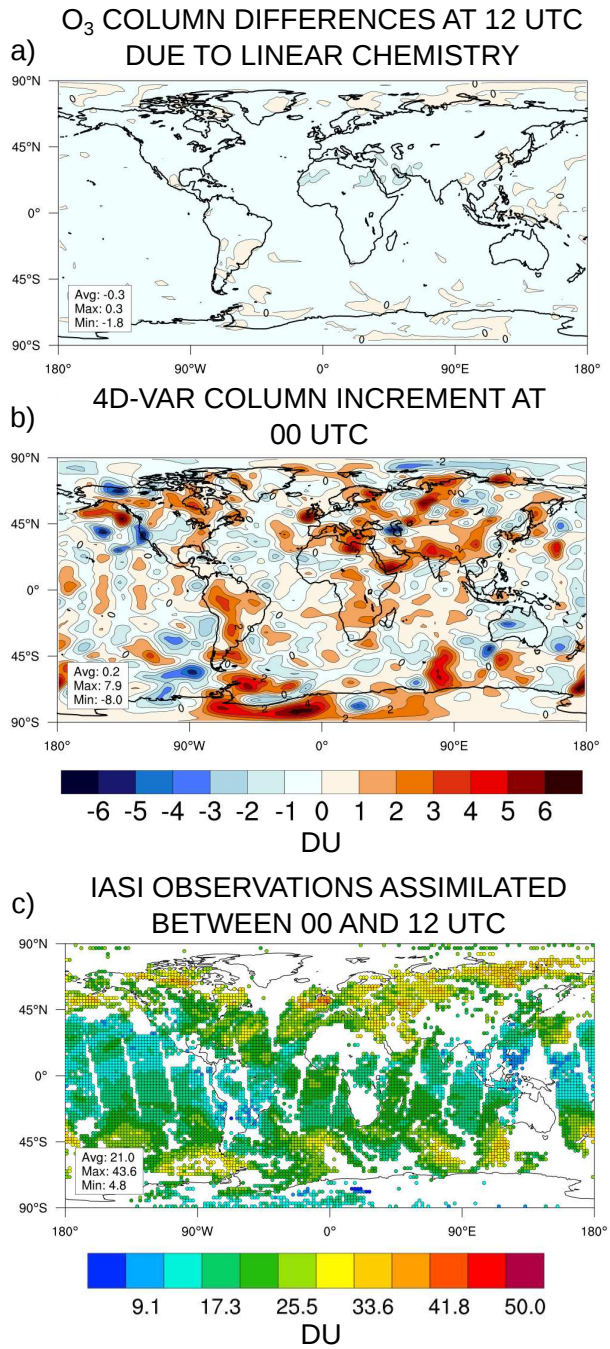 O₃ COLUMN DIFFERENCES AT 12 UTC
a) DUE TO LINEAR CHEMISTRY
90°N
45°N
0°
45°S
90°S
Avg: -0.3
Max: 0.3
Min: -1.8
180° 90°W 0° 90°E 180°
b) 4D-VAR COLUMN INCREMENT AT
00 UTC
90°N
45°N
0°
45°S
90°S
Avg: 0.2
Max: 7.9
Min: -8.0
180° 90°W 0° 90°E 180°
-6 -5 -4 -3 -2 -1 0 1 2 3 4 5 6
DU
IASI OBSERVATIONS ASSIMILATED
c) BETWEEN 00 AND 12 UTC
90°N
45°N
0°
45°S
90°S
Avg: 21.0
Max: 43.6
Min: 4.8
180° 90°W 0° 90°E 180°
9.1 17.3 25.5 33.6 41.8 50.0
DU